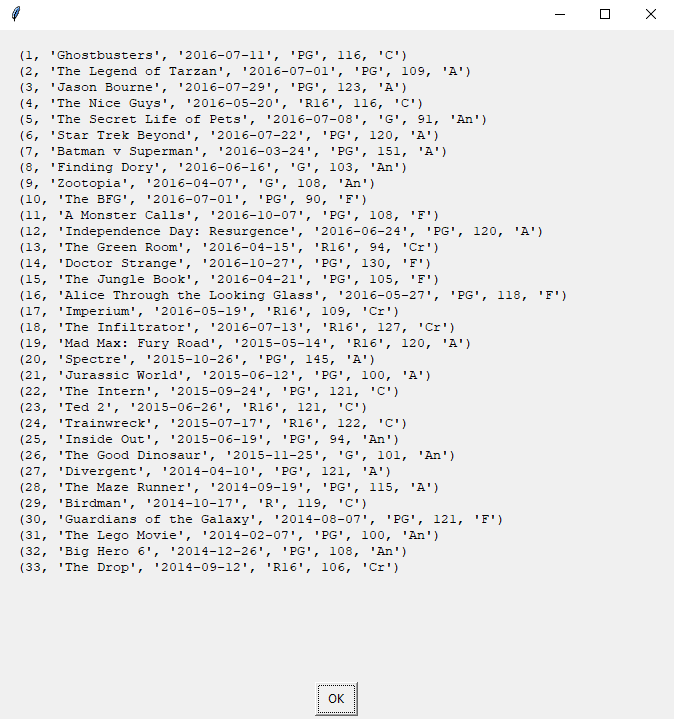 (1, 'Ghostbusters', '2016-07-11', 'PG', 116, 'C')
(2, 'The Legend of Tarzan', '2016-07-01', 'PG', 109, 'A')
(3, 'Jason Bourne', '2016-07-29', 'PG', 123, 'A')
(4, 'The Nice Guys', '2016-05-20', 'R16', 116, 'C')
(5, 'The Secret Life of Pets', '2016-07-08', 'G', 91, 'An')
(6, 'Star Trek Beyond', '2016-07-22', 'PG', 120, 'A')
(7, 'Batman v Superman', '2016-03-24', 'PG', 151, 'A')
(8, 'Finding Dory', '2016-06-16', 'G', 103, 'An')
(9, 'Zootopia', '2016-04-07', 'G', 108, 'An')
(10, 'The BFG', '2016-07-01', 'PG', 90, 'F')
(11, 'A Monster Calls', '2016-10-07', 'PG', 108, 'F')
(12, 'Independence Day: Resurgence', '2016-06-24', 'PG', 120, 'A')
(13, 'The Green Room', '2016-04-15', 'R16', 94, 'Cr')
(14, 'Doctor Strange', '2016-10-27', 'PG', 130, 'F')
(15, 'The Jungle Book', '2016-04-21', 'PG', 105, 'F')
(16, 'Alice Through the Looking Glass', '2016-05-27', 'PG', 118, 'F')
(17, 'Imperium', '2016-05-19', 'R16', 109, 'Cr')
(18, 'The Infiltrator', '2016-07-13', 'R16', 127, 'Cr')
(19, 'Mad Max: Fury Road', '2015-05-14', 'R16', 120, 'A')
(20, 'Spectre', '2015-10-26', 'PG', 145, 'A')
(21, 'Jurassic World', '2015-06-12', 'PG', 100, 'A')
(22, 'The Intern', '2015-09-24', 'PG', 121, 'C')
(23, 'Ted 2', '2015-06-26', 'R16', 121, 'C')
(24, 'Trainwreck', '2015-07-17', 'R16', 122, 'C')
(25, 'Inside Out', '2015-06-19', 'PG', 94, 'An')
(26, 'The Good Dinosaur', '2015-11-25', 'G', 101, 'An')
(27, 'Divergent', '2014-04-10', 'PG', 121, 'A')
(28, 'The Maze Runner', '2014-09-19', 'PG', 115, 'A')
(29, 'Birdman', '2014-10-17', 'R', 119, 'C')
(30, 'Guardians of the Galaxy', '2014-08-07', 'PG', 121, 'F')
(31, 'The Lego Movie', '2014-02-07', 'PG', 100, 'An')
(32, 'Big Hero 6', '2014-12-26', 'PG', 108, 'An')
(33, 'The Drop', '2014-09-12', 'R16', 106, 'Cr')
OK